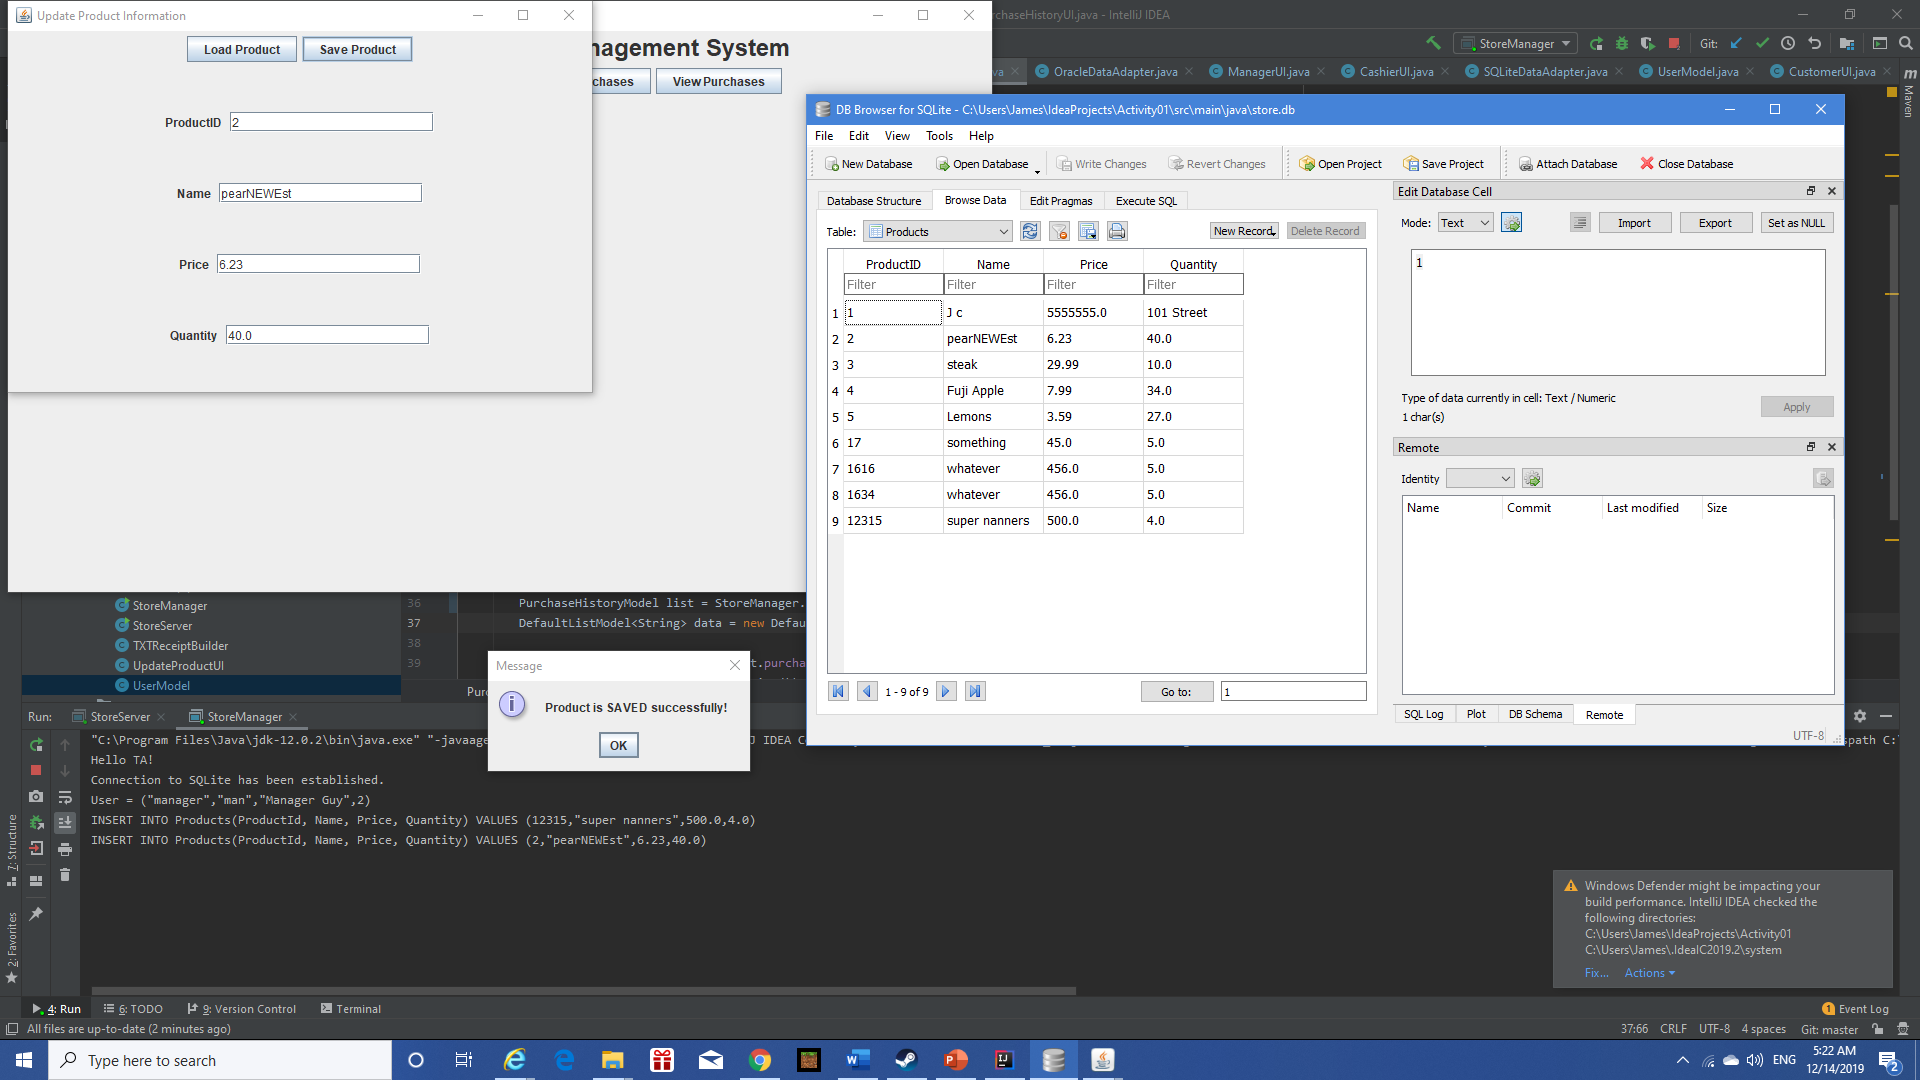 Update Product Information
Load Product
Save Product
ProductID 2
Name pearNEWEst
Price 6.23
Quantity 40.0
nagement System
chases
View Purchases
rchaseHistoryUI.java - IntelliJ IDEA
StoreManager
Git:
va
OracleDataAdapter.java
ManagerUI.java
CashierUI.java
SQLiteDataAdapter.java
UserModel.java
CustomerUI.java
Maven
DB Browser for SQLite - C:\Users\James\IdeaProjects\Activity01\src\main\java\store.db
File Edit View Tools Help
New Database
Open Database
Write Changes
Revert Changes
Open Project
Save Project
Attach Database
Close Database
Database Structure
Browse Data
Edit Pragmas
Execute SQL
Table: Products
New Record
Delete Record
ProductID Name Price Quantity
Filter Filter Filter Filter
1 1 J c 5555555.0 101 Street
2 2 pearNEWEst 6.23 40.0
3 3 steak 29.99 10.0
4 4 Fuji Apple 7.99 34.0
5 5 Lemons 3.59 27.0
6 17 something 45.0 5.0
7 1616 whatever 456.0 5.0
8 1634 whatever 456.0 5.0
9 12315 super nanners 500.0 4.0
1 - 9 of 9
Go to: 1
Edit Database Cell
Mode: Text
Import
Export
Set as NULL
1
Type of data currently in cell: Text / Numeric
1 char(s)
Apply
Remote
Identity
Name Commit Last modified Size
SQL Log
Plot
DB Schema
Remote
UTF-8
StoreManager
StoreServer
TXTReceiptBuilder
UpdateProductUI
UserModel
36 PurchaseHistoryModel list = StoreManager.
37 DefaultListModel<String> data = new Defau
38
39 t.purcha
Purc
Message
Product is SAVED successfully!
OK
Run: StoreServer StoreManager
"C:\Program Files\Java\jdk-12.0.2\bin\java.exe" "-javaage
J IDEA C
spath C:
Hello TA!
Connection to SQLite has been established.
User = ("manager","man","Manager Guy",2)
INSERT INTO Products(ProductId, Name, Price, Quantity) VALUES (12315,"super nanners",500.0,4.0)
INSERT INTO Products(ProductId, Name, Price, Quantity) VALUES (2,"pearNEWEst",6.23,40.0)
7: Structure
2: Favorites
Windows Defender might be impacting your
build performance. IntelliJ IDEA checked the
following directories:
C:\Users\James\IdeaProjects\Activity01
C:\Users\James\.IdeaIC2019.2\system
Fix...
Actions
4: Run
6: TODO
9: Version Control
Terminal
1 Event Log
All files are up-to-date (2 minutes ago)
37:66 CRLF UTF-8 4 spaces Git: master
Type here to search
ENG
5:22 AM
12/14/2019
2